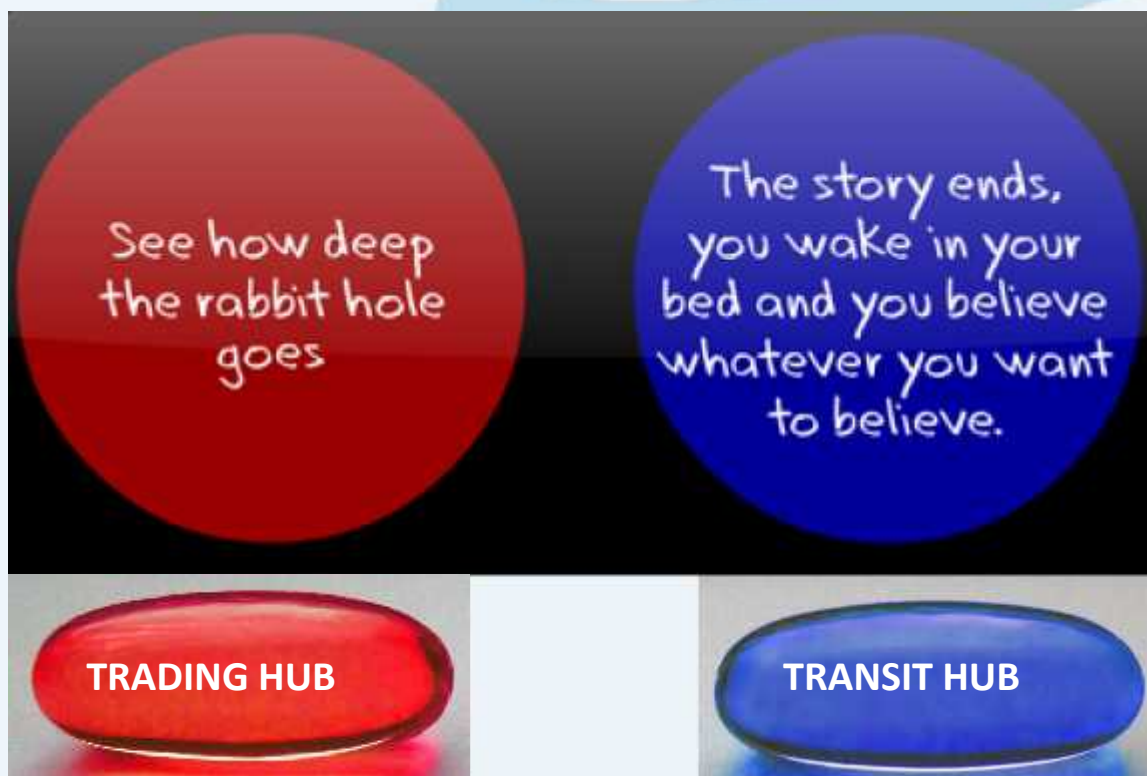 See how deep
the rabbit hole
goes
The story ends,
you wake in your
bed and you believe
whatever you want
to believe.
TRADING HUB
TRANSIT HUB